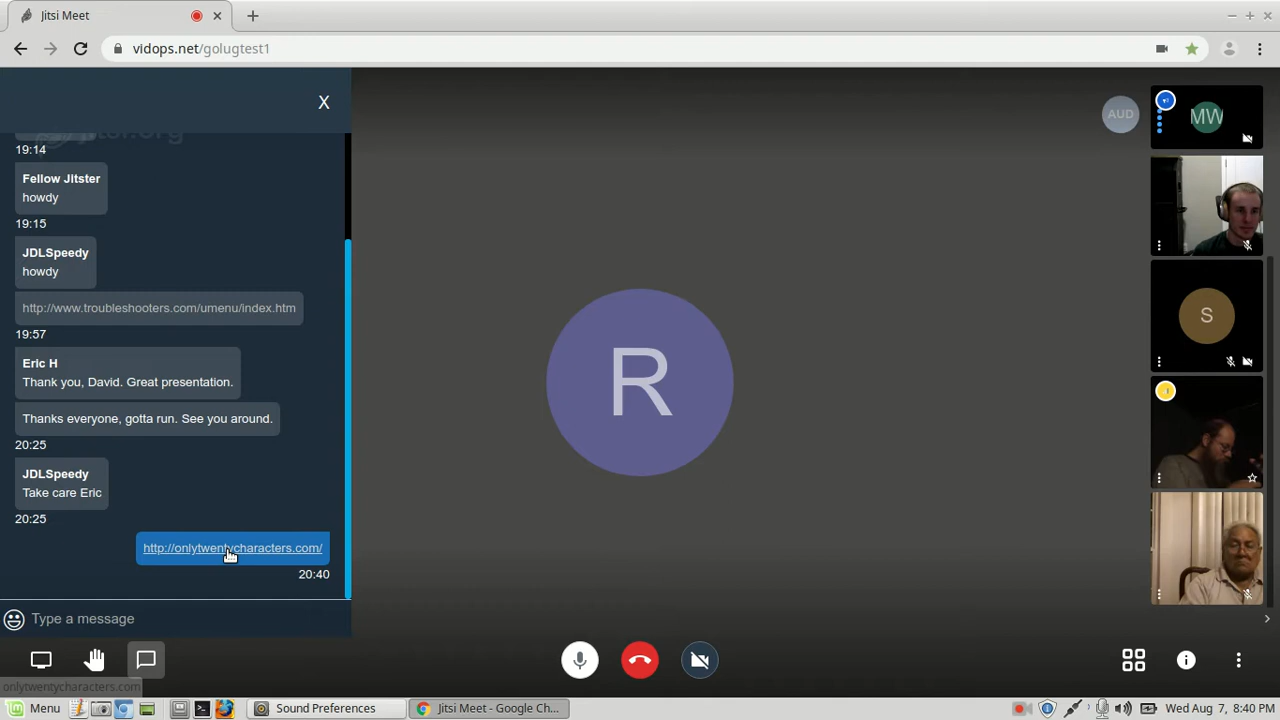 Jitsi Meet
vidops.net/golugtest1
X
jitsi.org
19:14
Fellow Jitster
howdy
19:15
JDLSpeedy
howdy
http://www.troubleshooters.com/umenu/index.htm
19:57
Eric H
Thank you, David. Great presentation.
Thanks everyone, gotta run. See you around.
20:25
JDLSpeedy
Take care Eric
20:25
http://onlytwentycharacters.com/
20:40
Type a message
onlytwentycharacters.com
R
AUD
MW
S
Menu
Sound Preferences
Jitsi Meet - Google Ch...
Wed Aug 7, 8:40 PM